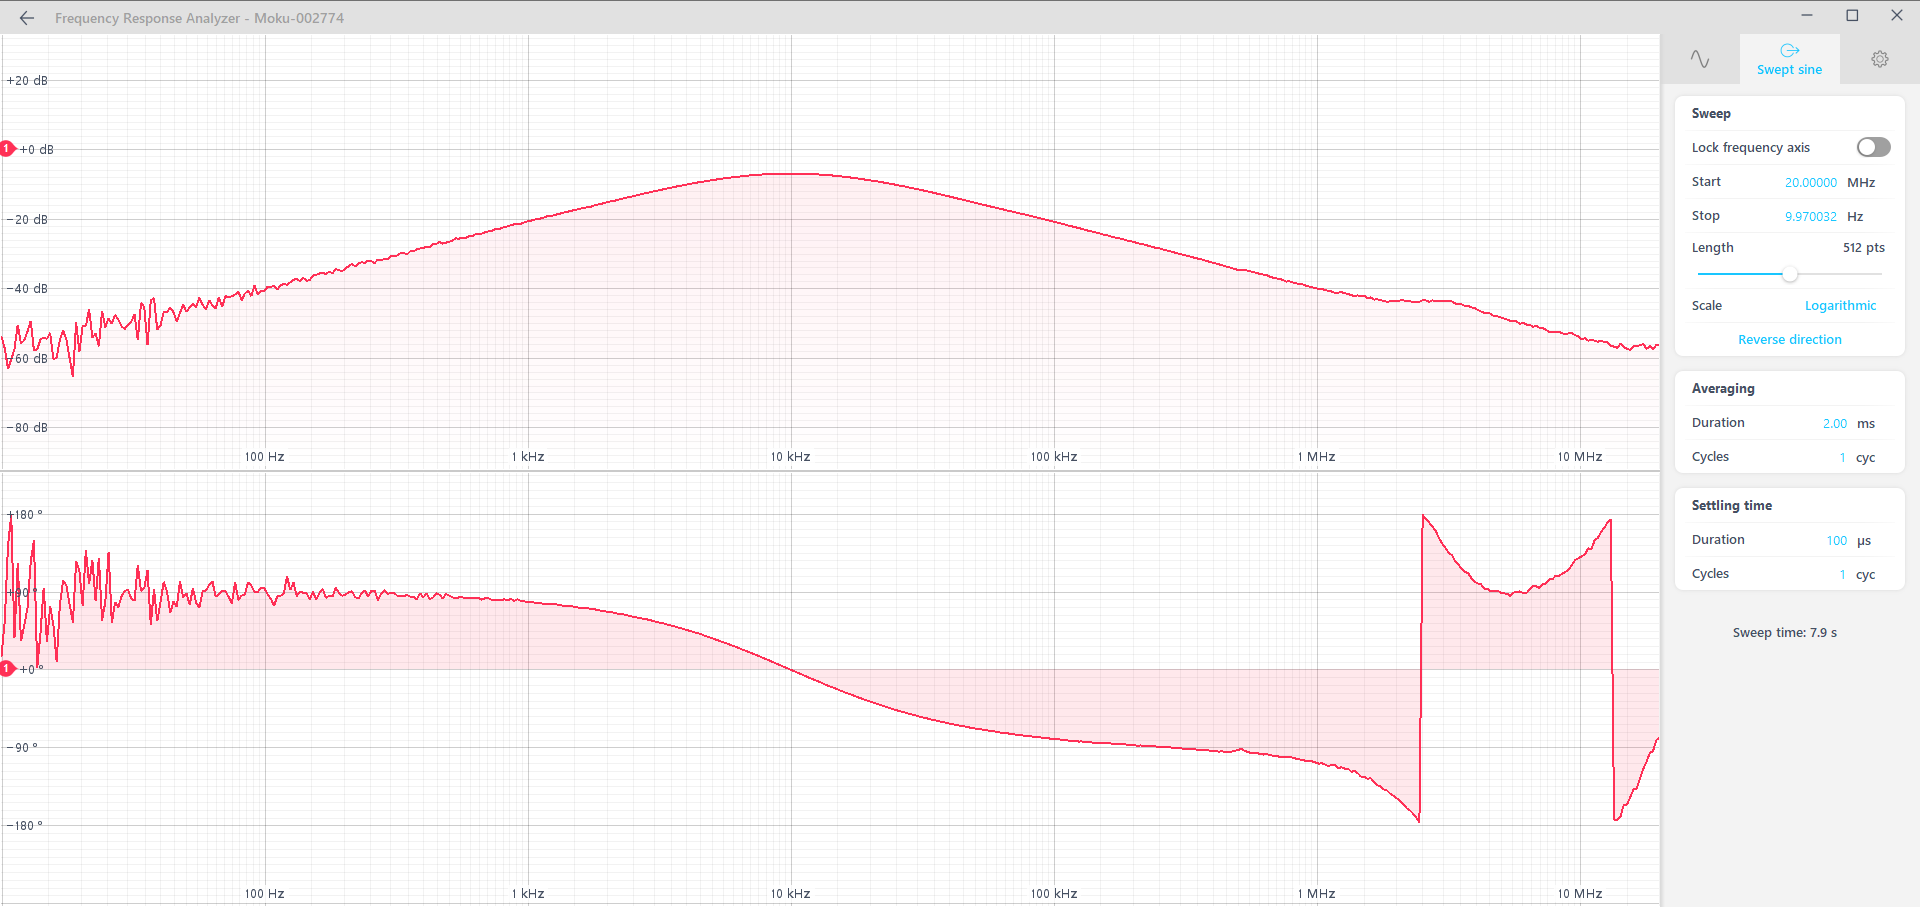 Frequency Response Analyzer - Moku-002774
+20 dB
1 +0 dB
−20 dB
−40 dB
−60 dB
−80 dB
100 Hz 1 kHz 10 kHz 100 kHz 1 MHz 10 MHz
+180 °
+90 °
1 +0 °
−90 °
−180 °
100 Hz 1 kHz 10 kHz 100 kHz 1 MHz 10 MHz
Swept sine
Sweep
Lock frequency axis
Start 20.00000 MHz
Stop 9.970032 Hz
Length 512 pts
Scale Logarithmic
Reverse direction
Averaging
Duration 2.00 ms
Cycles 1 cyc
Settling time
Duration 100 µs
Cycles 1 cyc
Sweep time: 7.9 s